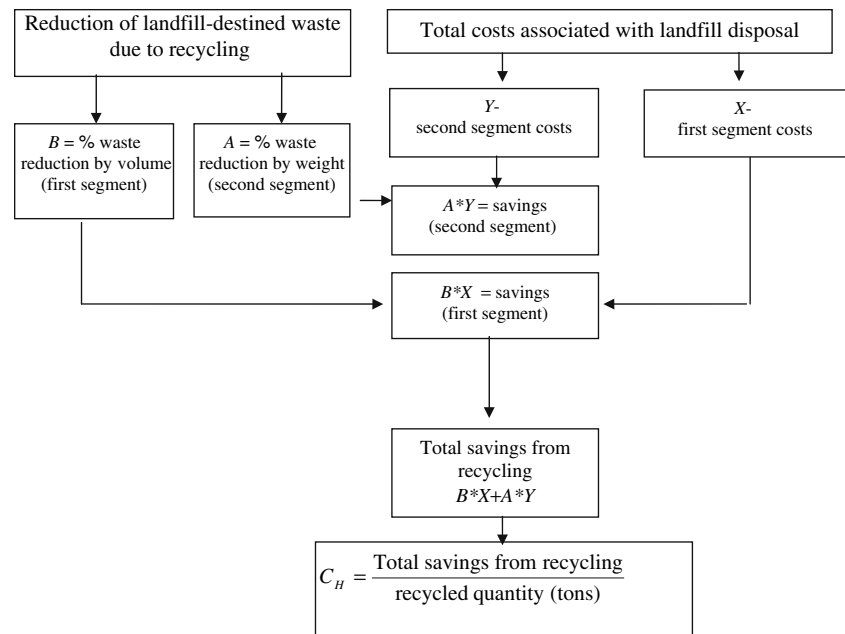 Reduction of landfill-destined waste
due to recycling
Total costs associated with landfill disposal
B = % waste
reduction by volume
(first segment)
A = % waste
reduction by weight
(second segment)
Y-
second segment costs
X-
first segment costs
A*Y = savings
(second segment)
B*X = savings
(first segment)
Total savings from
recycling
B*X+A*Y
C_H = Total savings from recycling
recycled quantity (tons)